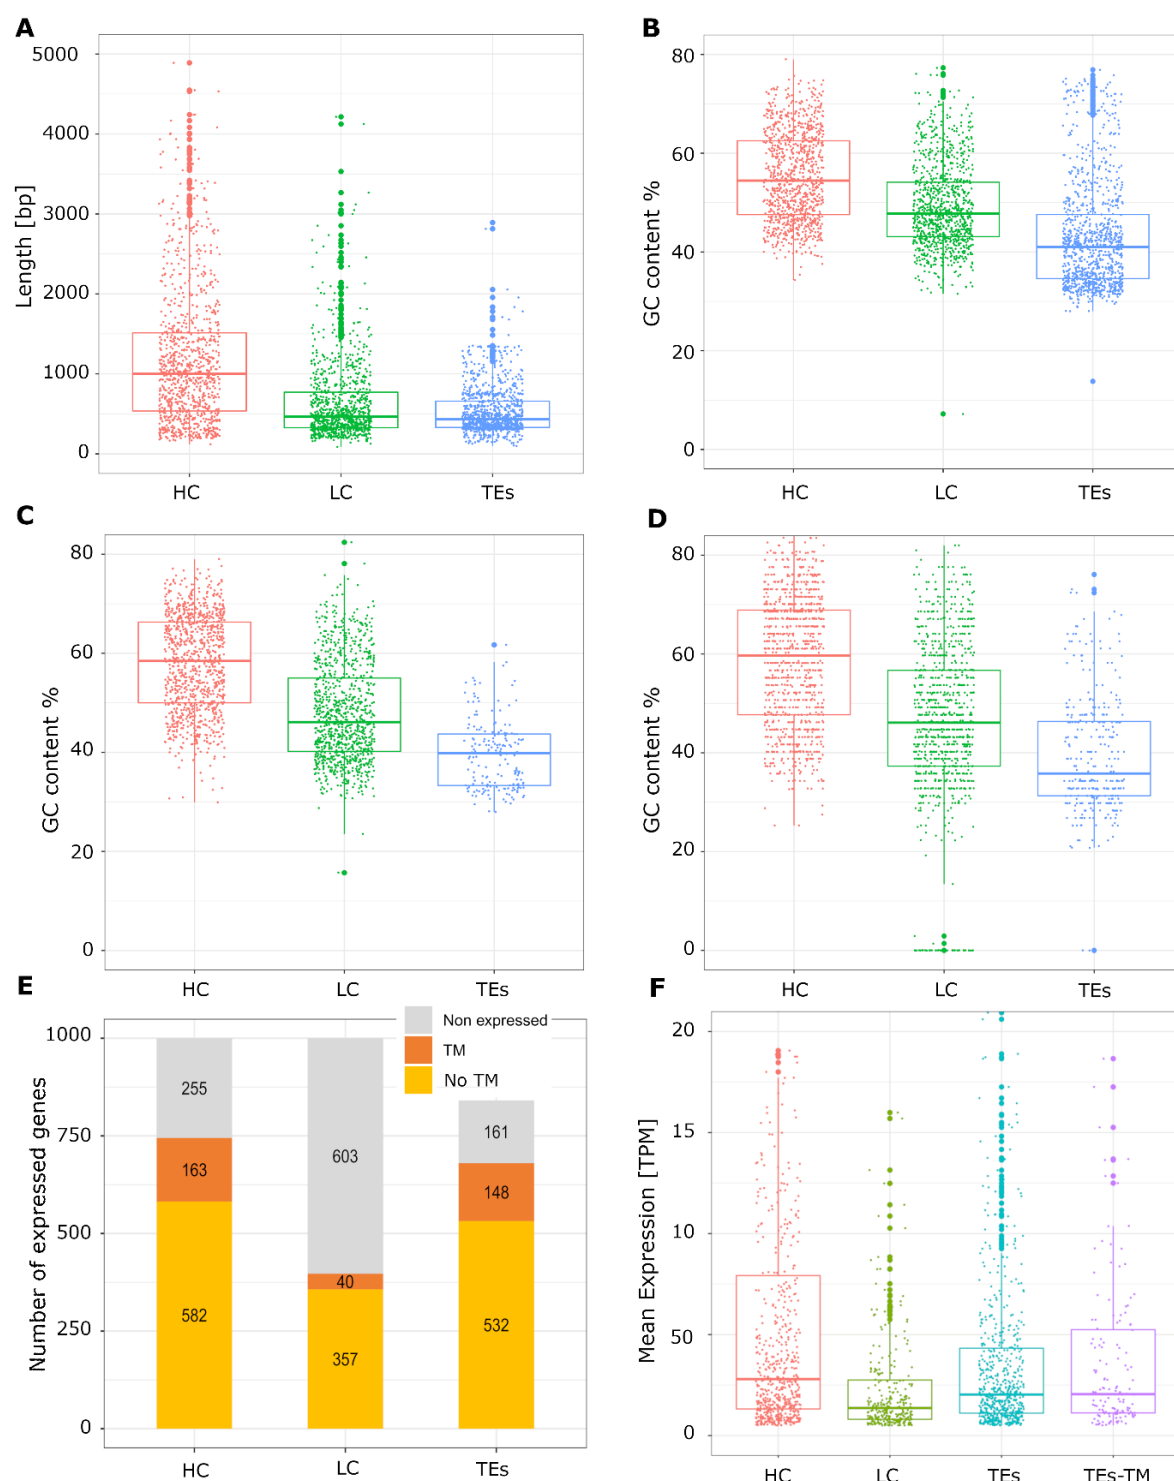 A
Length [bp]
5000
4000
3000
2000
1000
0
HC LC TEs
B
GC content %
80
60
40
20
0
HC LC TEs
C
GC content %
80
60
40
20
0
HC LC TEs
D
GC content %
80
60
40
20
0
HC LC TEs
E
Number of expressed genes
1000
750
500
250
0
Non expressed
TM
No TM
255
163
582
603
40
357
161
148
532
HC LC TEs
F
Mean Expression [TPM]
20
15
10
50
0
HC LC TEs TEs-TM